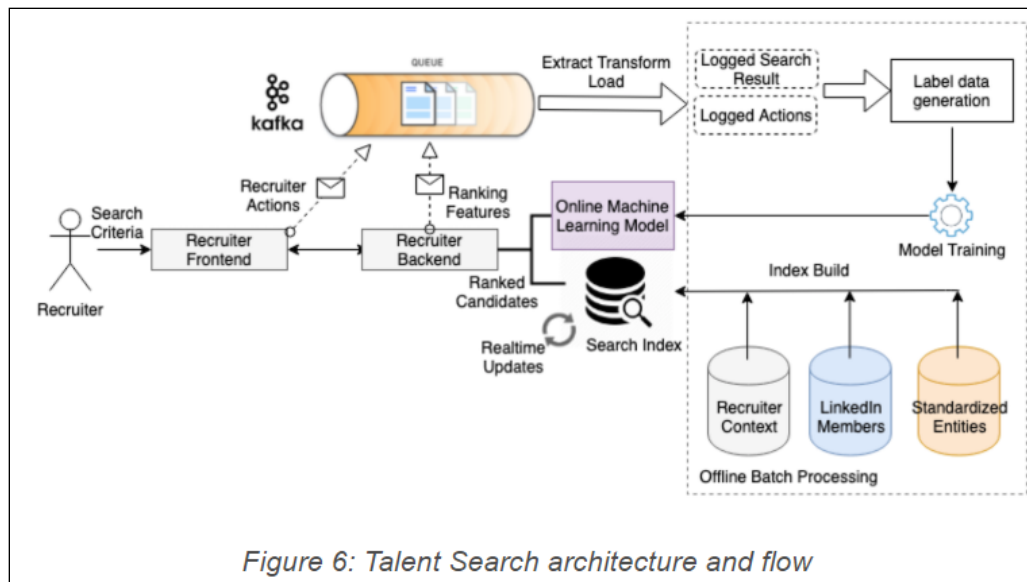 QUEUE
kafka
Extract Transform
Load
Logged Search
Result
Logged Actions
Label data
generation
Recruiter
Actions
Ranking
Features
Search
Criteria
Recruiter
Recruiter
Frontend
Recruiter
Backend
Online Machine
Learning Model
Model Training
Ranked
Candidates
Index Build
Realtime
Updates
Search Index
Recruiter
Context
LinkedIn
Members
Standardized
Entities
Offline Batch Processing
Figure 6: Talent Search architecture and flow